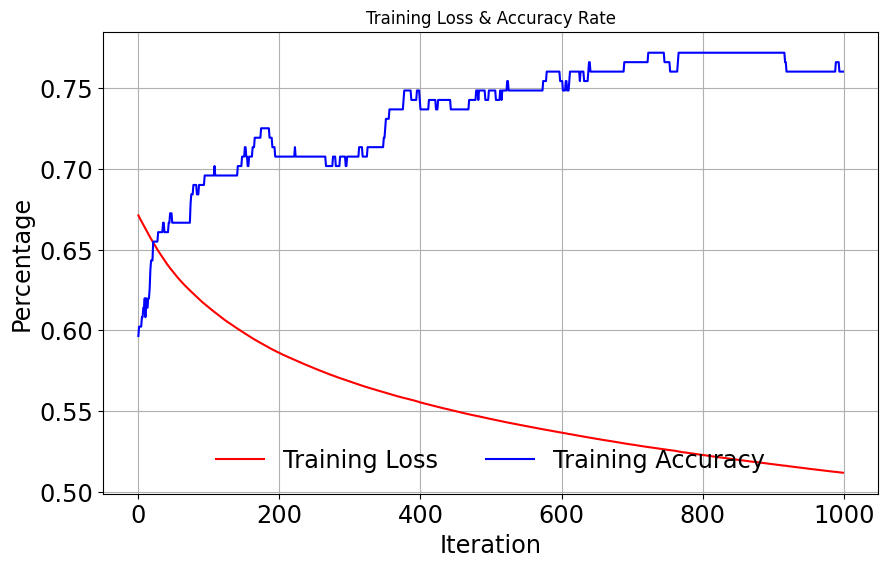 Training Loss & Accuracy Rate
Percentage
0.75
0.70
0.65
0.60
0.55
0.50
Training Loss
Training Accuracy
0
200
400
600
800
1000
Iteration